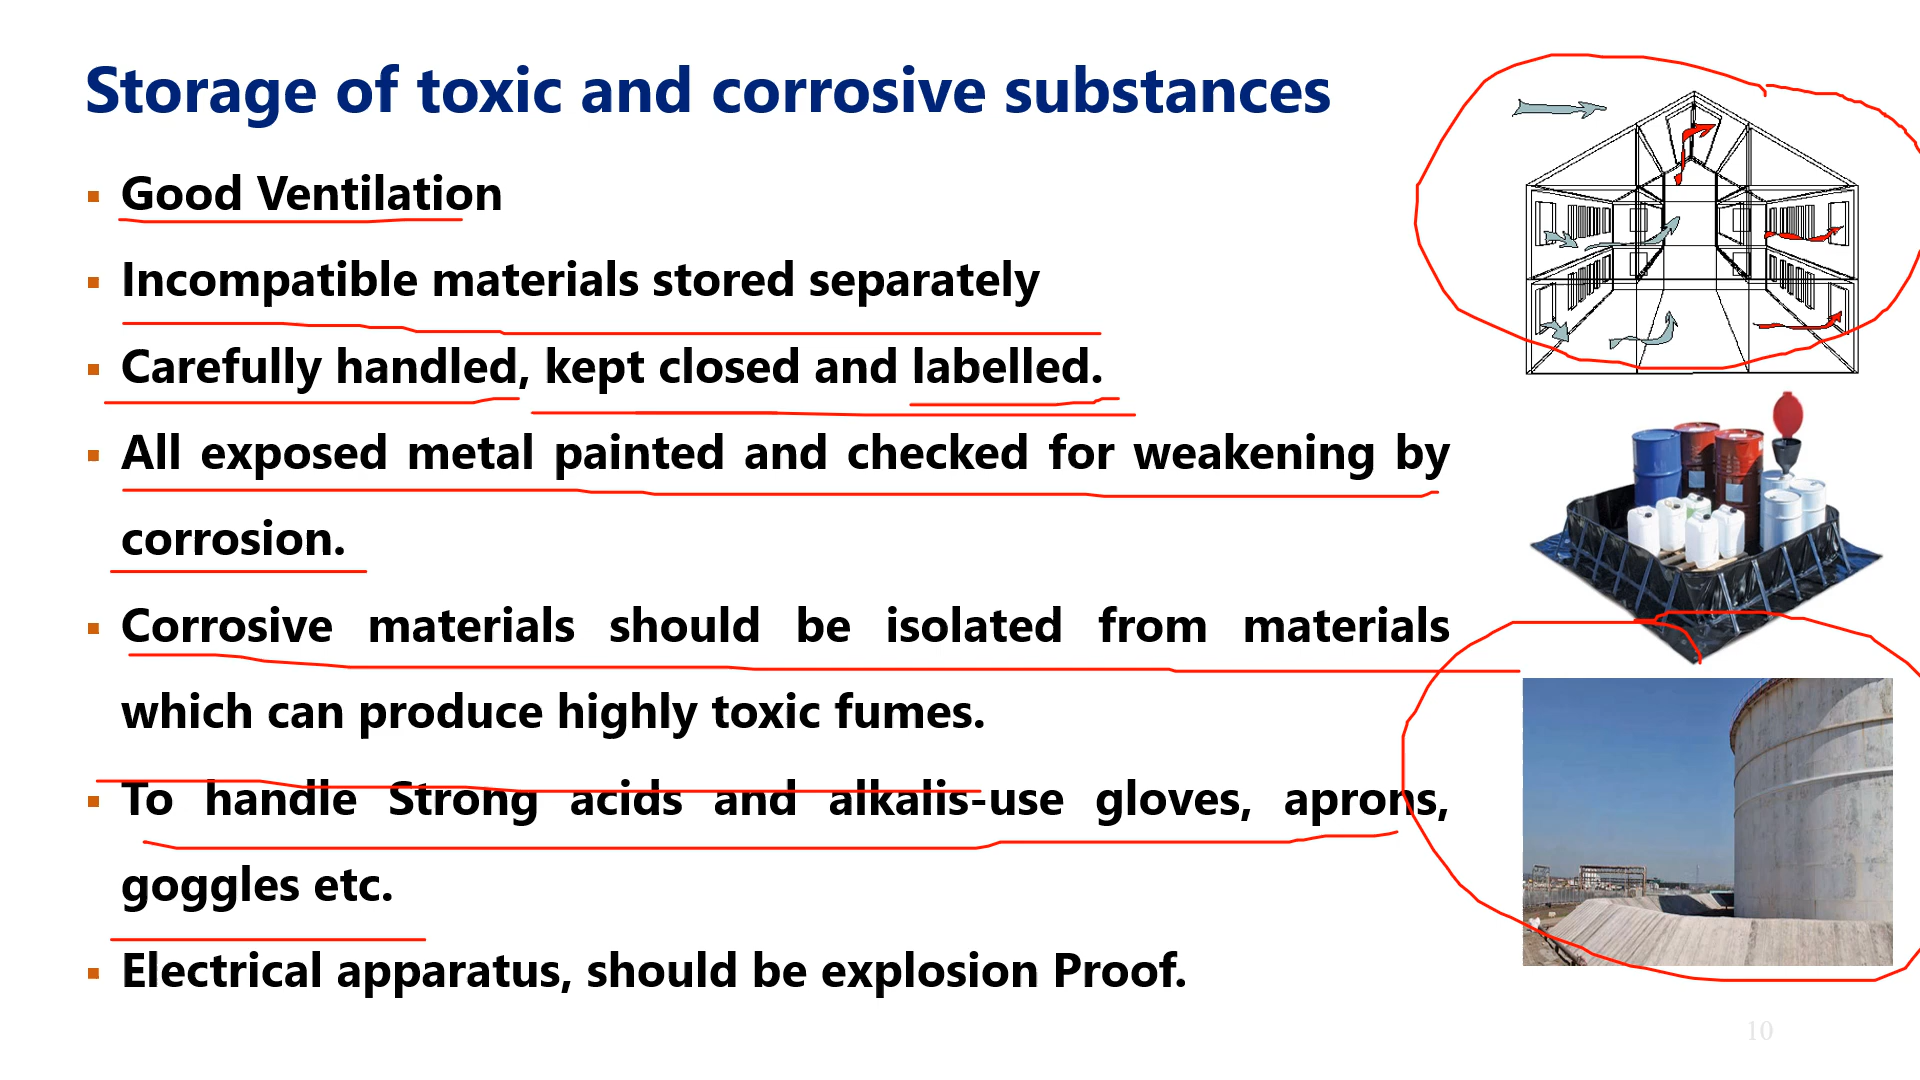 Storage of toxic and corrosive substances
▪ Good Ventilation
▪ Incompatible materials stored separately
▪ Carefully handled, kept closed and labelled.
▪ All exposed metal painted and checked for weakening by
corrosion.
▪ Corrosive materials should be isolated from materials
which can produce highly toxic fumes.
▪ To handle Strong acids and alkalis-use gloves, aprons,
goggles etc.
▪ Electrical apparatus, should be explosion Proof.
10